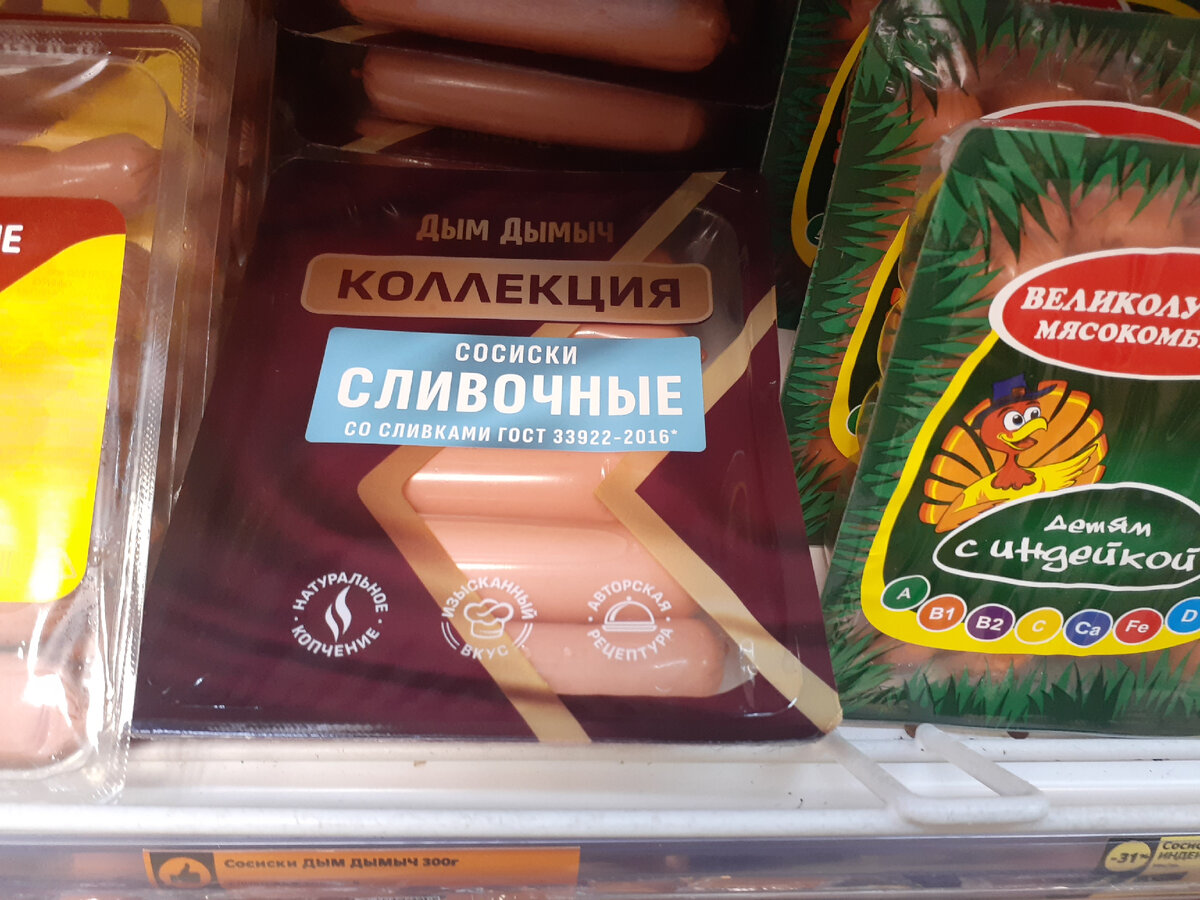 ДЫМ ДЫМЫЧ
КОЛЛЕКЦИЯ
СОСИСКИ
СЛИВОЧНЫЕ
СО СЛИВКАМИ ГОСТ 33922-2016*
НАТУРАЛЬНОЕ КОПЧЕНИЕ
ИЗЫСКАННЫЙ ВКУС
АВТОРСКАЯ РЕЦЕПТУРА
ВЕЛИКОЛУ
МЯСОКОМБ
Детям
с индейкой
A B1 B2 C Ca Fe D
Сосиски ДЫМ ДЫМЫЧ 300г
-31%